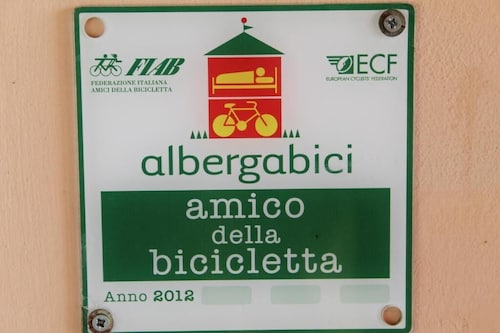 FIAB
FEDERAZIONE ITALIANA
AMICI DELLA BICICLETTA
ECF
EUROPEAN CYCLISTS' FEDERATION
albergabici
amico
della
bicicletta
Anno 2012